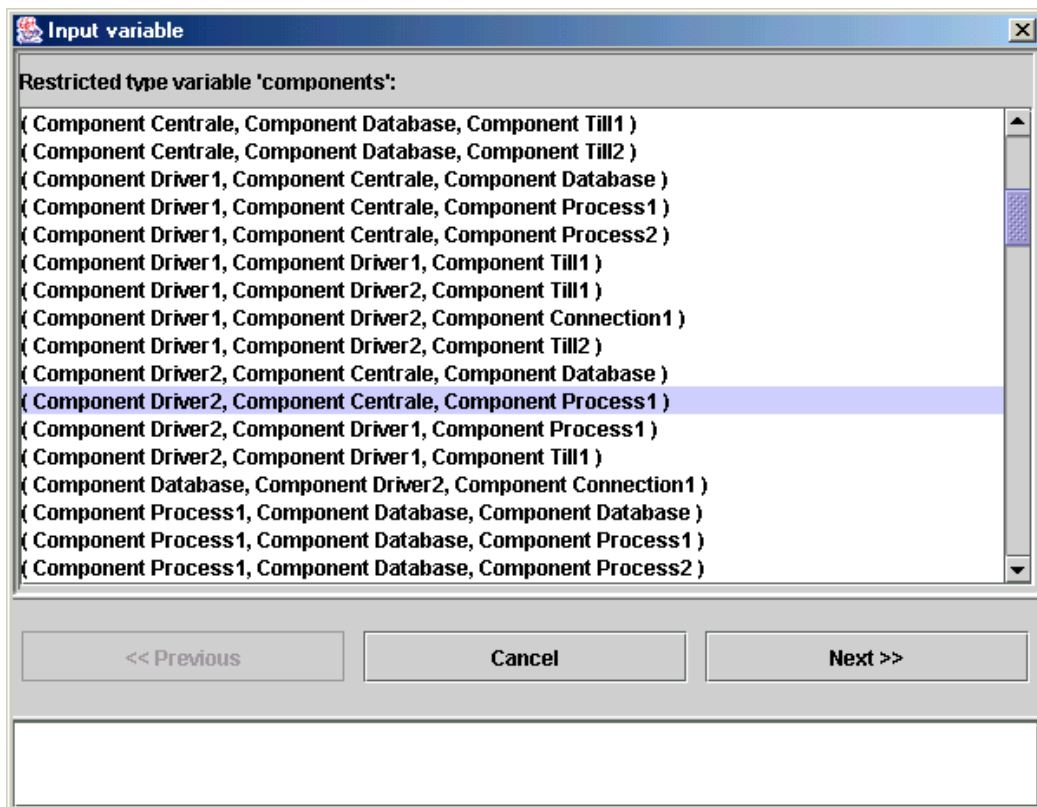 Input variable
Restricted type variable 'components':
( Component Centrale, Component Database, Component Till1 )
( Component Centrale, Component Database, Component Till2 )
( Component Driver1, Component Centrale, Component Database )
( Component Driver1, Component Centrale, Component Process1 )
( Component Driver1, Component Centrale, Component Process2 )
( Component Driver1, Component Driver1, Component Till1 )
( Component Driver1, Component Driver2, Component Till1 )
( Component Driver1, Component Driver2, Component Connection1 )
( Component Driver1, Component Driver2, Component Till2 )
( Component Driver2, Component Centrale, Component Database )
( Component Driver2, Component Centrale, Component Process1 )
( Component Driver2, Component Driver1, Component Process1 )
( Component Driver2, Component Driver1, Component Till1 )
( Component Database, Component Driver2, Component Connection1 )
( Component Process1, Component Database, Component Database )
( Component Process1, Component Database, Component Process1 )
( Component Process1, Component Database, Component Process2 )
<< Previous Cancel Next >>